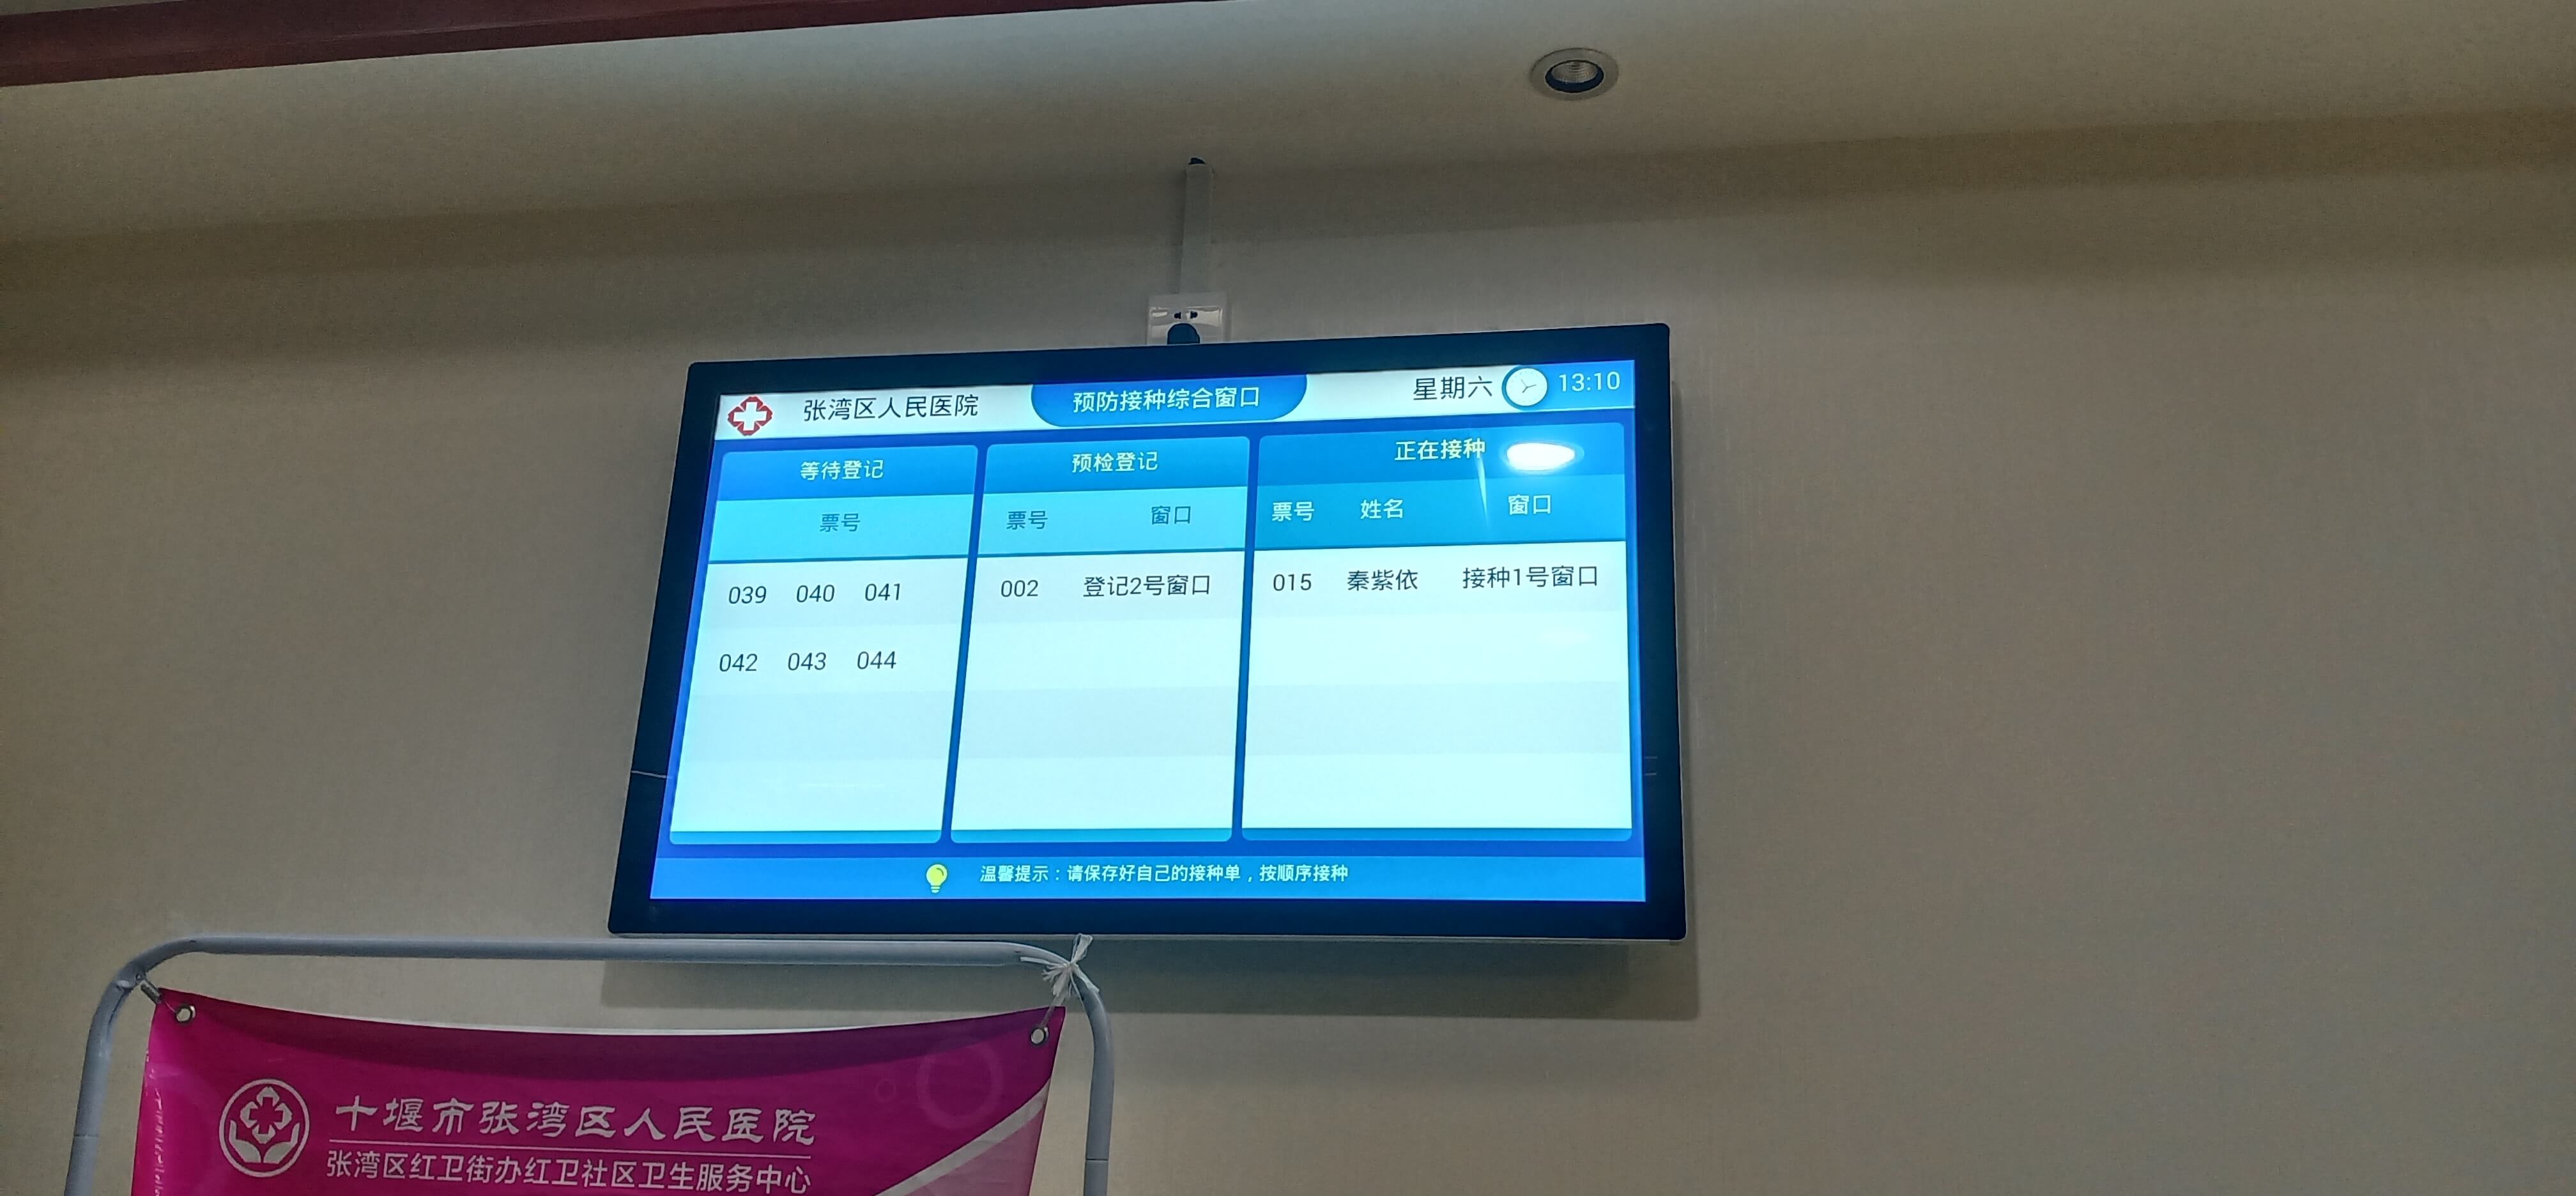 张湾区人民医院 预防接种综合窗口 星期六 13:10
等待登记 预检登记 正在接种
票号 票号 窗口 票号 姓名 窗口
039 040 041 002 登记2号窗口 015 秦紫依 接种1号窗口
042 043 044
温馨提示：请保存好自己的接种单，按顺序接种
十堰市张湾区人民医院
张湾区红卫街办红卫社区卫生服务中心